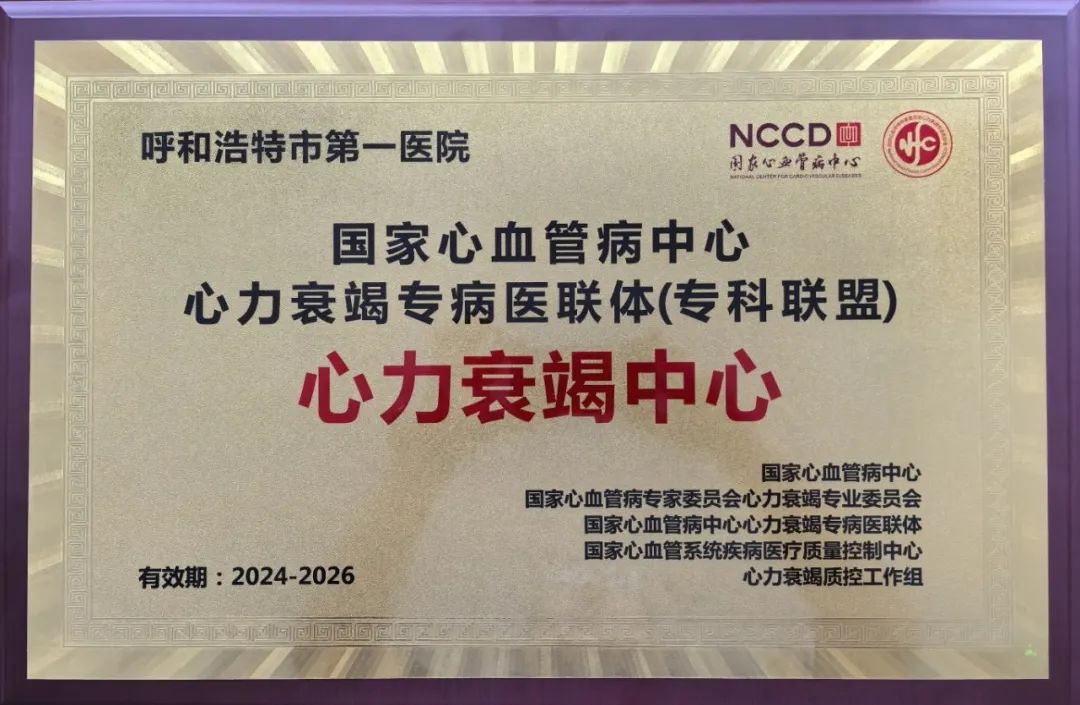 呼和浩特市第一医院
NCCD
国家心血管病中心
NATIONAL CENTER FOR CARDIOVASCULAR DISEASES
国家心血管病中心
心力衰竭专病医联体(专科联盟)
心力衰竭中心
国家心血管病中心
国家心血管病专家委员会心力衰竭专业委员会
国家心血管病中心心力衰竭专病医联体
国家心血管系统疾病医疗质量控制中心
心力衰竭质控工作组
有效期：2024-2026